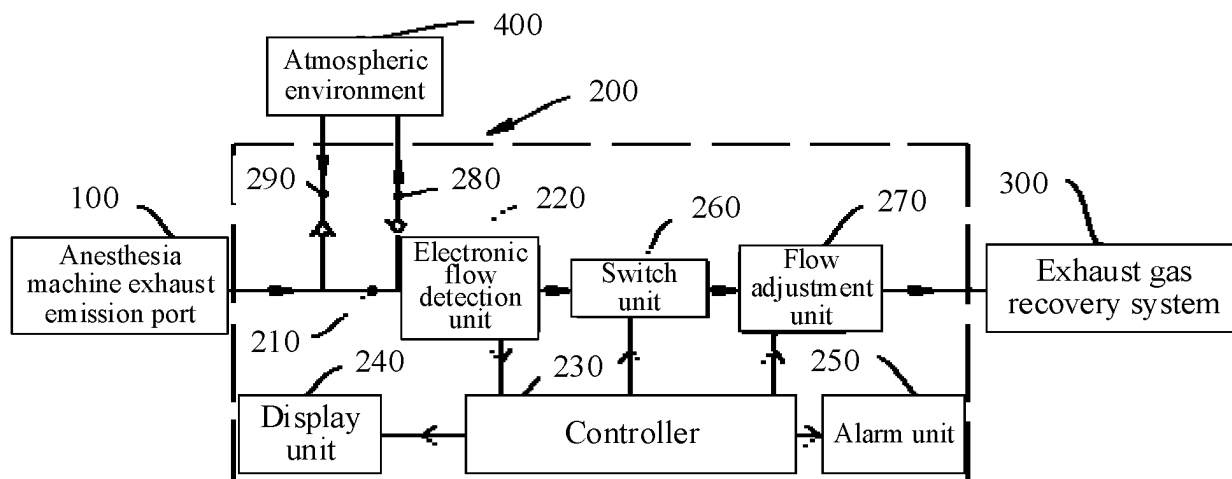 400
Atmospheric
environment
200
290
280
100
220
260
270
300
Anesthesia
machine exhaust
emission port
Electronic
flow
detection
unit
Switch
unit
Flow
adjustment
unit
Exhaust gas
recovery system
210
240
230
250
Display
unit
Controller
Alarm unit